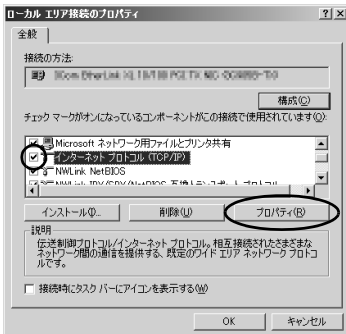 ローカル エリア接続のプロパティ
全般
接続の方法:
構成(C)
チェック マークがオンになっているコンポーネントがこの接続で使用されています(O):
Microsoft ネットワーク用ファイルとプリンタ共有
インターネット プロトコル (TCP/IP)
NWLink NetBIOS
インストール(I)...
削除(U)
プロパティ(R)
説明
伝送制御プロトコル/インターネット プロトコル。相互接続されたさまざまな
ネットワーク間の通信を提供する、既定のワイド エリア ネットワーク プロトコ
ルです。
接続時にタスク バーにアイコンを表示する(W)
OK
キャンセル